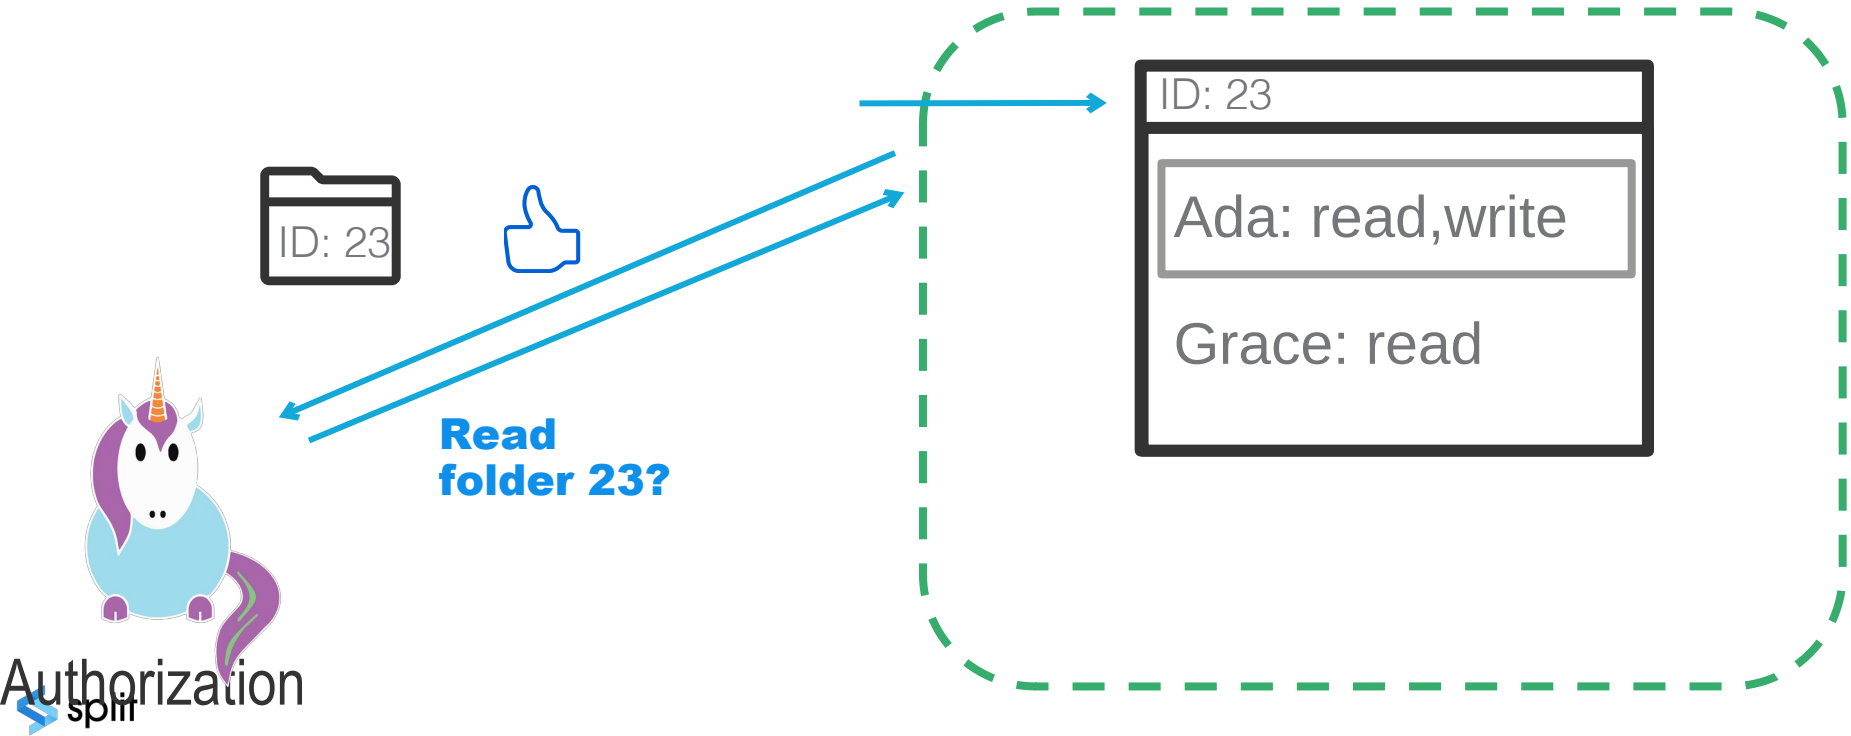 ID: 23
Ada: read,write
Grace: read
ID: 23
Read
folder 23?
Authorization
split